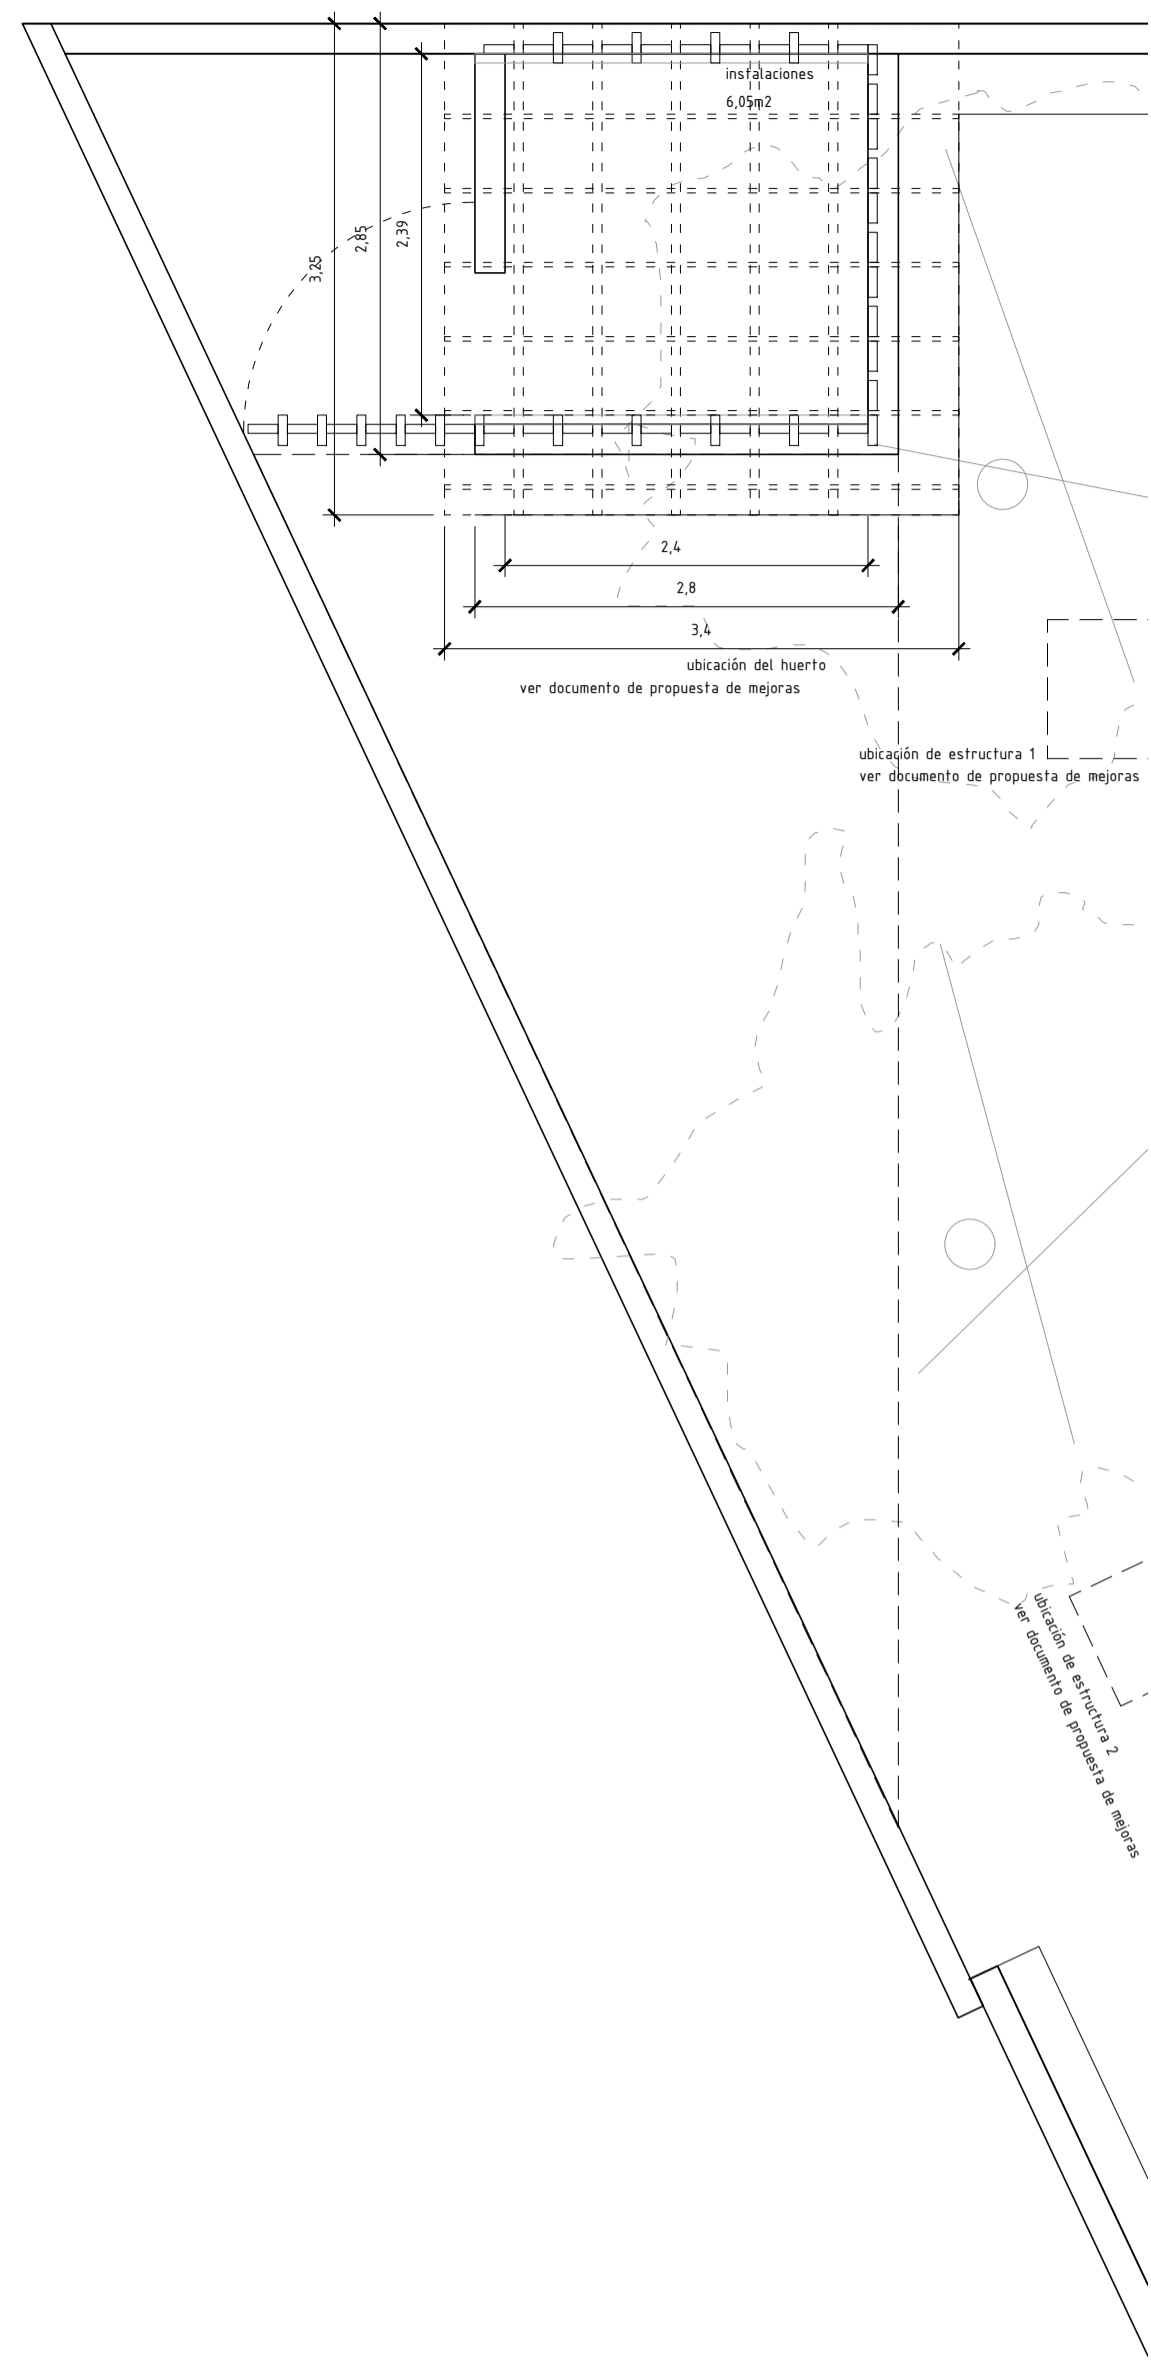 instalaciones
6,05m2
3,25
2,85
2,39
2,4
2,8
3,4
ubicación del huerto
ver documento de propuesta de mejoras
ubicación de estructura 1
ver documento de propuesta de mejoras
ubicación de estructura 2
ver documento de propuesta de mejoras